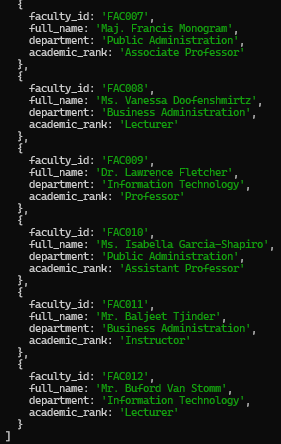 {
faculty_id: 'FAC007',
full_name: 'Maj. Francis Monogram',
department: 'Public Administration',
academic_rank: 'Associate Professor'
},
{
faculty_id: 'FAC008',
full_name: 'Ms. Vanessa Doofenshmirtz',
department: 'Business Administration',
academic_rank: 'Lecturer'
},
{
faculty_id: 'FAC009',
full_name: 'Dr. Lawrence Fletcher',
department: 'Information Technology',
academic_rank: 'Professor'
},
{
faculty_id: 'FAC010',
full_name: 'Ms. Isabella Garcia-Shapiro',
department: 'Public Administration',
academic_rank: 'Assistant Professor'
},
{
faculty_id: 'FAC011',
full_name: 'Mr. Baljeet Tjinder',
department: 'Business Administration',
academic_rank: 'Instructor'
},
{
faculty_id: 'FAC012',
full_name: 'Mr. Buford Van Stomm',
department: 'Information Technology',
academic_rank: 'Lecturer'
}
]